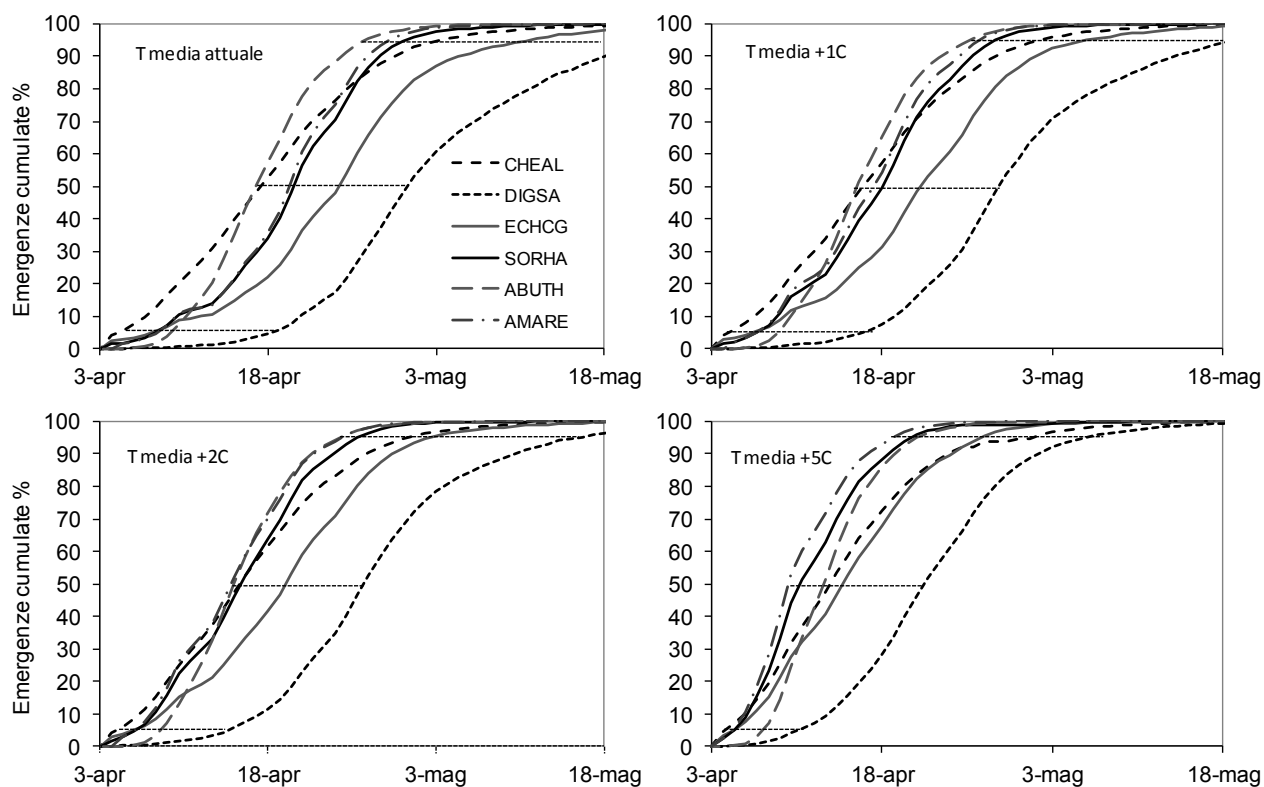 Emergenze cumulate %
100
90
80
70
60
50
40
30
20
10
0
T media attuale
CHEAL
DIGSA
ECHCG
SORHA
ABUTH
AMARE
3-apr 18-apr 3-mag 18-mag
100
90
80
70
60
50
40
30
20
10
0
T media +1C
3-apr 18-apr 3-mag 18-mag
Emergenze cumulate %
100
90
80
70
60
50
40
30
20
10
0
T media +2C
3-apr 18-apr 3-mag 18-mag
100
90
80
70
60
50
40
30
20
10
0
T media +5C
3-apr 18-apr 3-mag 18-mag